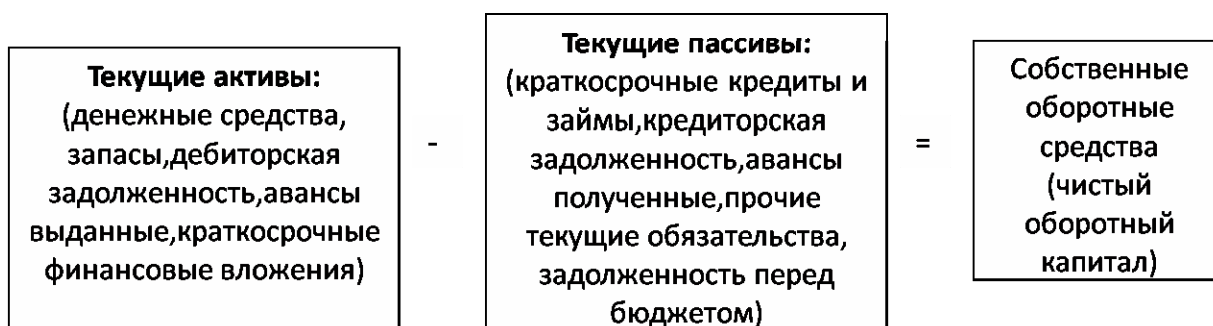 Текущие активы:
(денежные средства,
запасы,дебиторская
задолженность,авансы
выданные,краткосрочные
финансовые вложения)
-
Текущие пассивы:
(краткосрочные кредиты и
займы,кредиторская
задолженность,авансы
полученные,прочие
текущие обязательства,
задолженность перед
бюджетом)
=
Собственные
оборотные
средства
(чистый
оборотный
капитал)